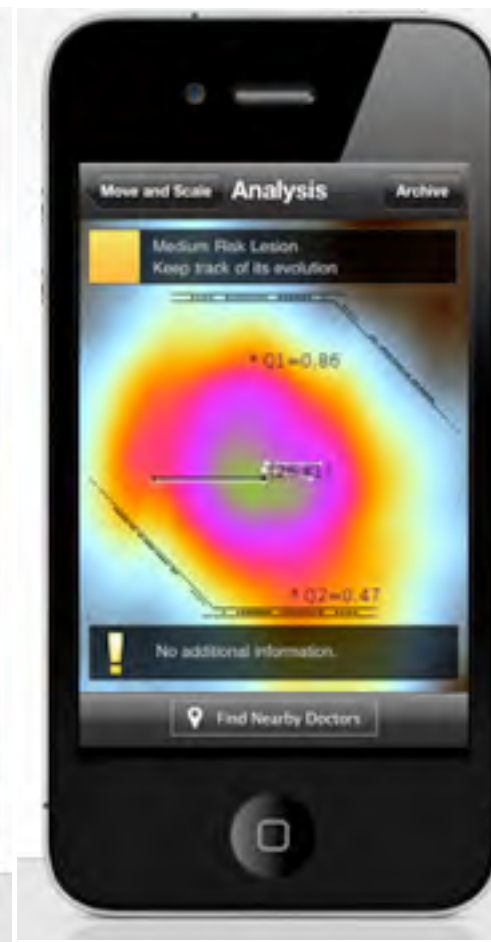 Move and Scale Analysis Archive
Medium Risk Lesion
Keep track of its evolution
* Q1=0.86
* Q2=0.47
No additional information.
Find Nearby Doctors